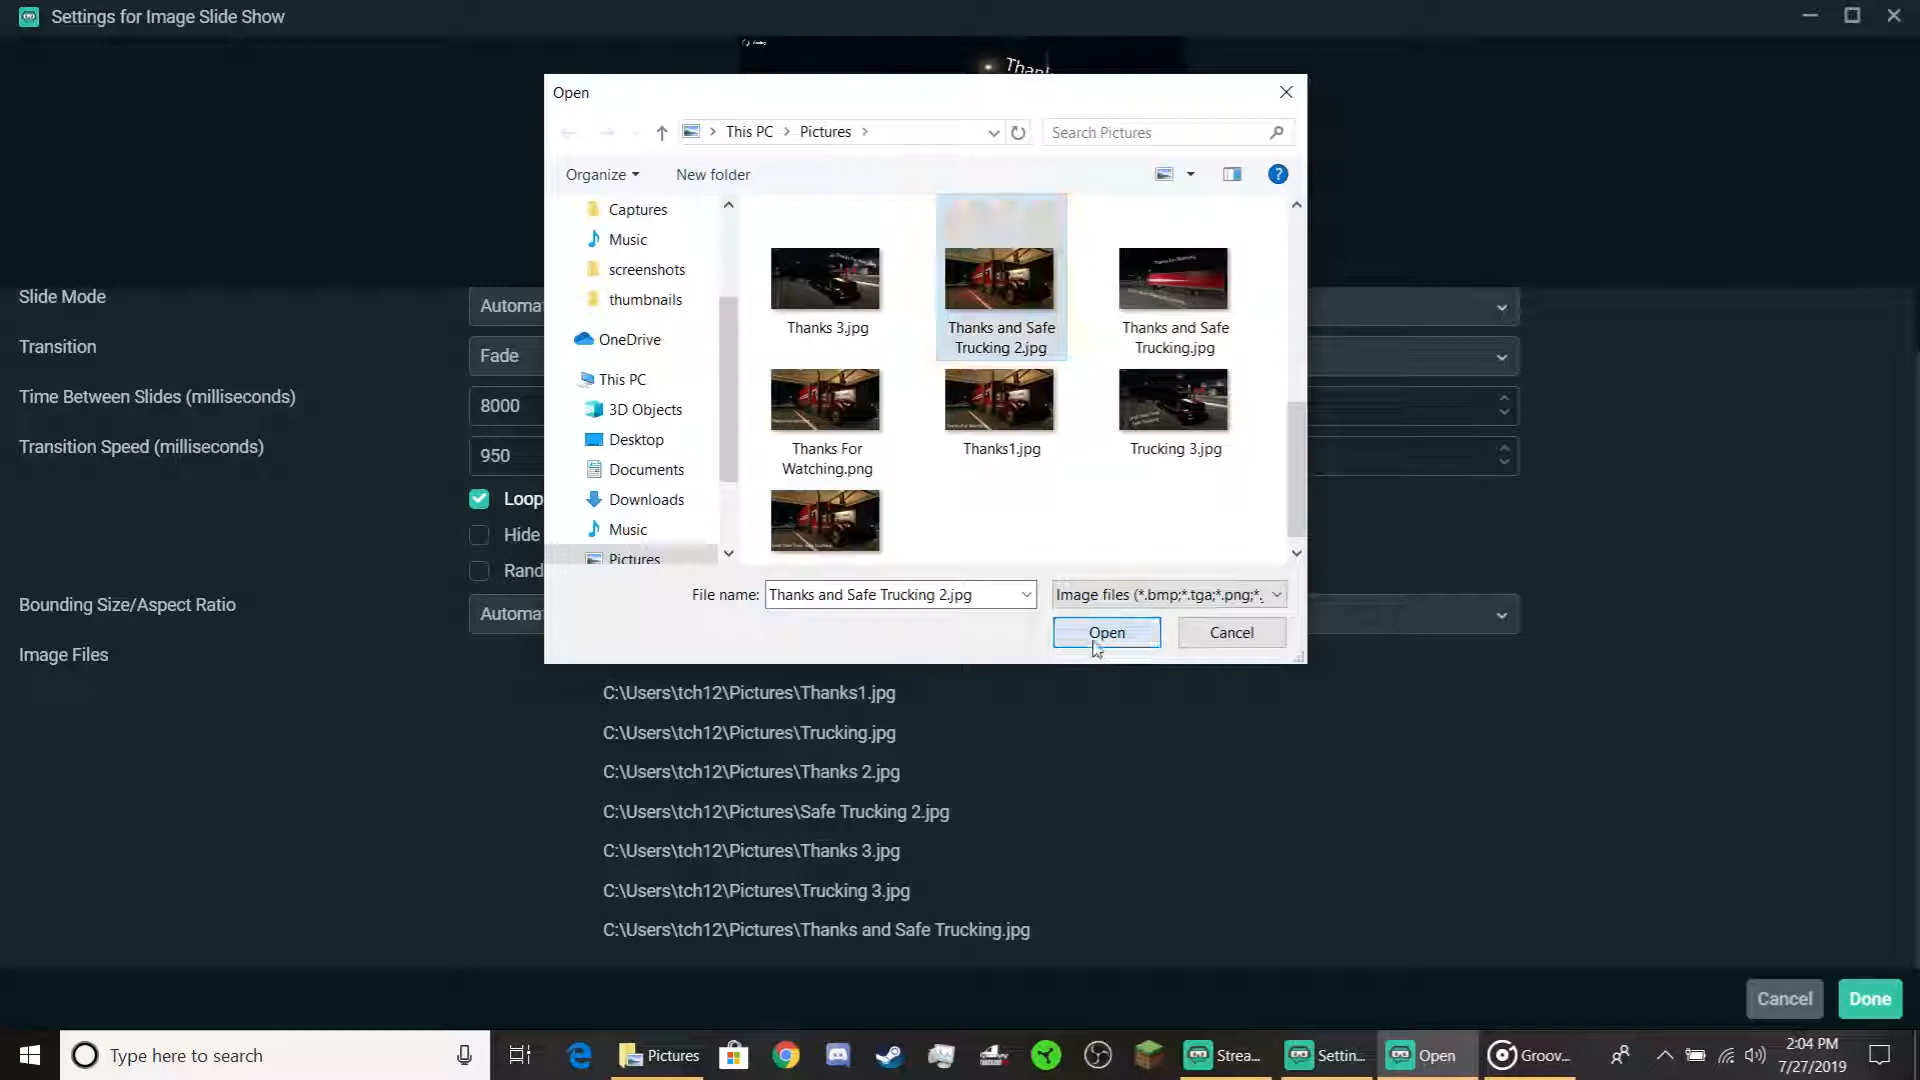 Settings for Image Slide Show
Open
This PC
Pictures
Search Pictures
Organize
New folder
Captures
Music
screenshots
thumbnails
OneDrive
This PC
3D Objects
Desktop
Documents
Downloads
Music
Pictures
Thanks 3.jpg
Thanks and Safe
Trucking 2.jpg
Thanks and Safe
Trucking.jpg
Thanks For
Watching.png
Thanks1.jpg
Trucking 3.jpg
File name:
Thanks and Safe Trucking 2.jpg
Image files (*.bmp;*.tga;*.png;*.
Open
Cancel
Slide Mode
Automa
Transition
Fade
Time Between Slides (milliseconds)
8000
Transition Speed (milliseconds)
950
Loop
Hide
Rand
Bounding Size/Aspect Ratio
Automa
Image Files
C:\Users\tch12\Pictures\Thanks1.jpg
C:\Users\tch12\Pictures\Trucking.jpg
C:\Users\tch12\Pictures\Thanks 2.jpg
C:\Users\tch12\Pictures\Safe Trucking 2.jpg
C:\Users\tch12\Pictures\Thanks 3.jpg
C:\Users\tch12\Pictures\Trucking 3.jpg
C:\Users\tch12\Pictures\Thanks and Safe Trucking.jpg
Cancel
Done
Type here to search
Pictures
Strea...
Settin...
Open
Groov...
2:04 PM
7/27/2019